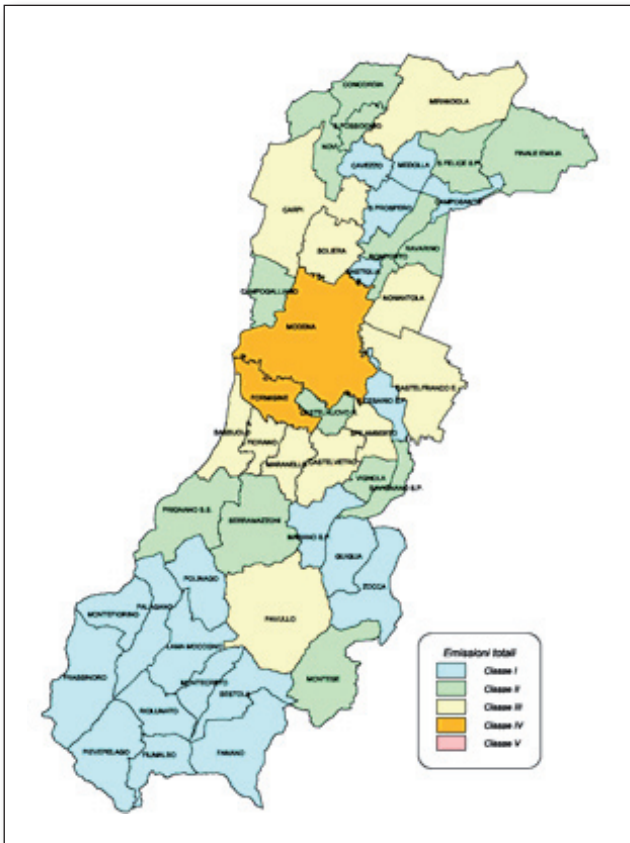 CONCORDIA
MIRANDOLA
S.POSSIDONIO
NOVI
CAVEZZO
MEDOLLA
S.FELICE S.P.
FINALE EMILIA
CAMPOSANTO
S.PROSPERO
CARPI
SOLIERA
RAVARINO
BOMPORTO
BASTIGLIA
CAMPOGALLIANO
NONANTOLA
MODENA
CASTELFRANCO E.
FORMIGINE
CASTELNUOVO R.
SASSUOLO
FIORANO
SPILAMBERTO
MARANELLO
CASTELVETRO
VIGNOLA
SAVIGNANO S.P.
PRIGNANO S.S.
SERRAMAZZONI
MARANO S.P.
GUIGLIA
ZOCCA
POLINAGO
PALAGANO
MONTEFIORINO
PAVULLO
LAMA MOCOGNO
MONTESE
FRASSINORO
MONTECRETO
SESTOLA
RIOLUNATO
PIEVEPELAGO
FIUMALBO
FANANO
Emissioni totali
Classe I
Classe II
Classe III
Classe IV
Classe V